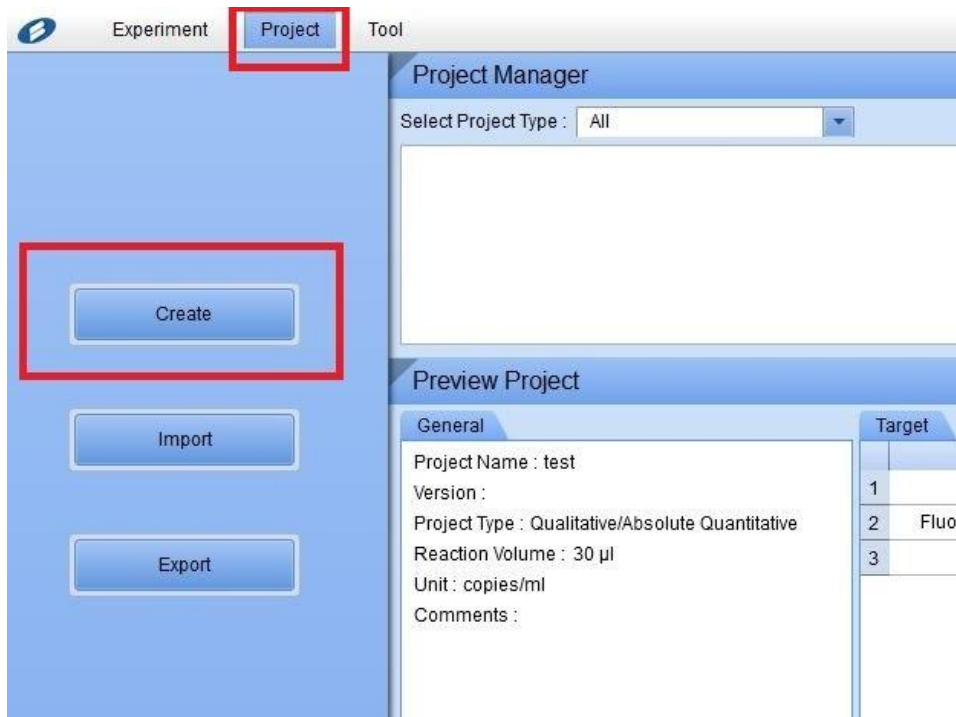 Experiment Project Tool
Project Manager
Select Project Type : All
Create
Import
Export
Preview Project
General
Project Name : test
Version :
Project Type : Qualitative/Absolute Quantitative
Reaction Volume : 30 µl
Unit : copies/ml
Comments :
Target
1
2 Fluo
3